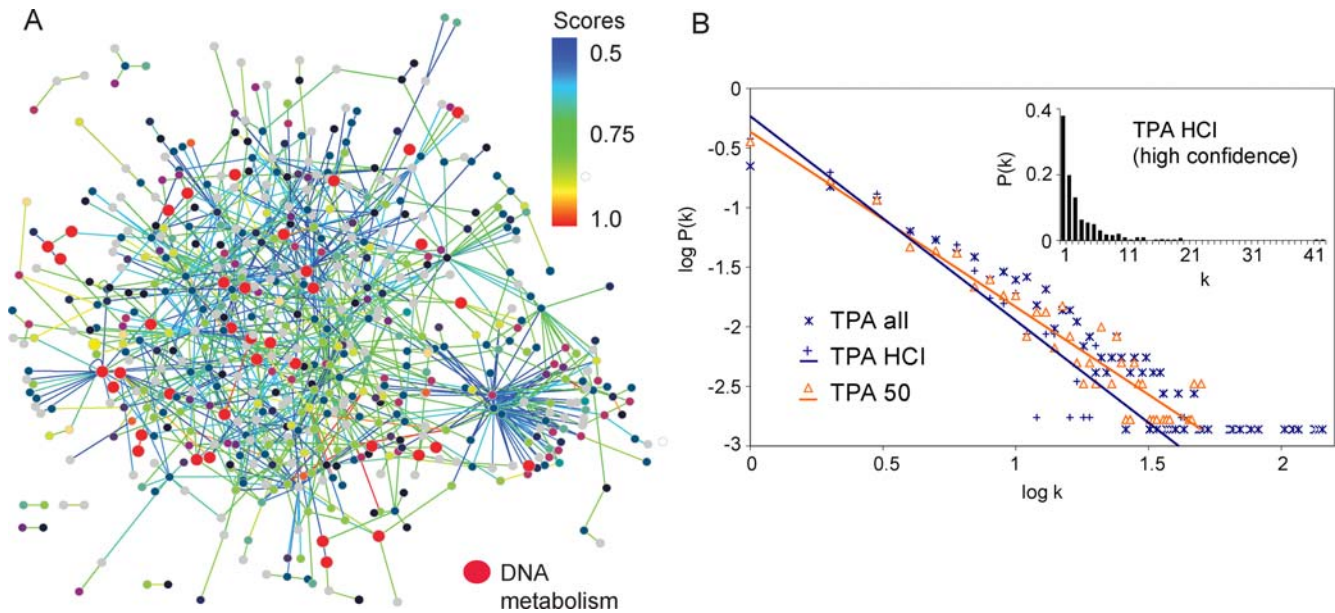 A
Scores
0.5
0.75
1.0
DNA
metabolism
B
0
-0.5
-1
-1.5
-2
-2.5
-3
log P(k)
0
0.5
1
1.5
2
log k
TPA all
TPA HCI
TPA 50
TPA HCI
(high confidence)
0.4
0.2
0
P(k)
1
11
21
31
41
k